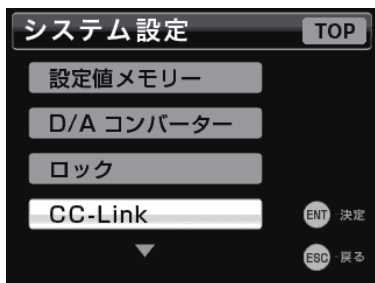 システム設定 TOP
設定値メモリー
D/A コンバーター
ロック
CC-Link
ENT 決定
ESC 戻る